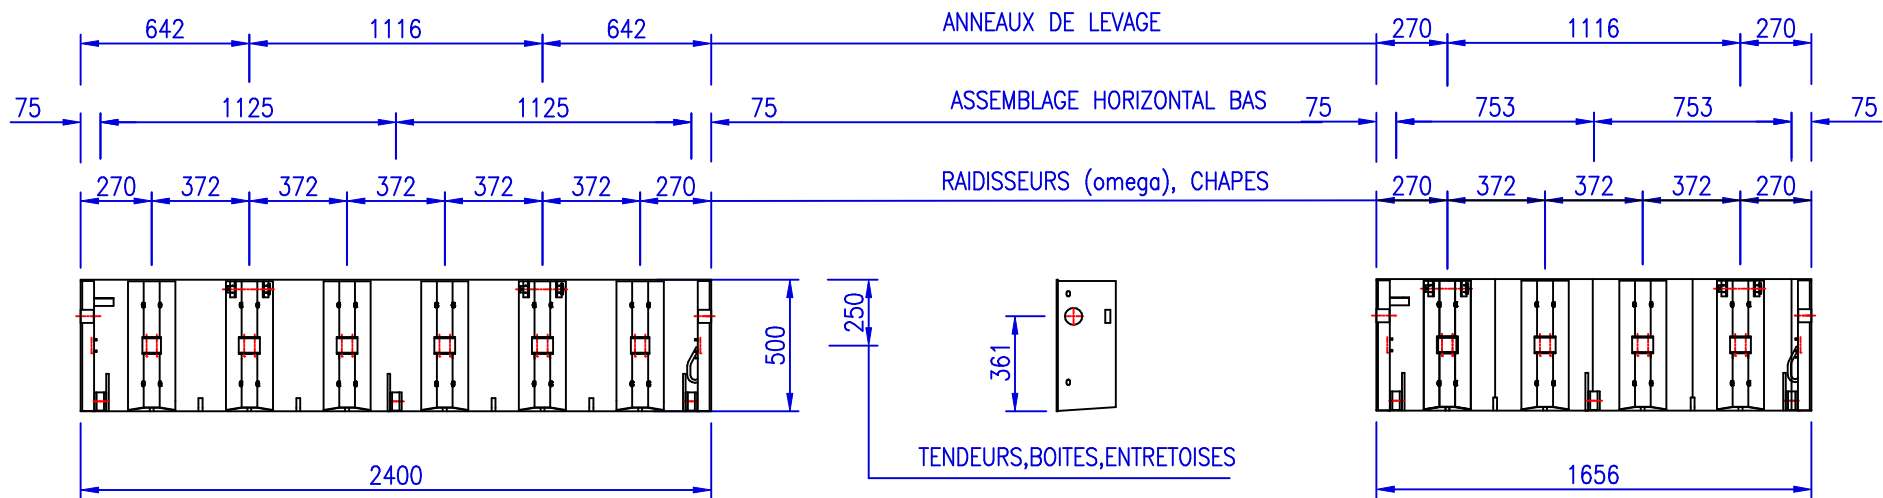 642 1116 642 ANNEAUX DE LEVAGE 270 1116 270
75 1125 1125 75 ASSEMBLAGE HORIZONTAL BAS 75 753 753 75
270 372 372 372 372 372 270 RAIDISSEURS (omega), CHAPES 270 372 372 372 270
500 250 361
TENDEURS,BOITES,ENTRETOISES
2400 1656